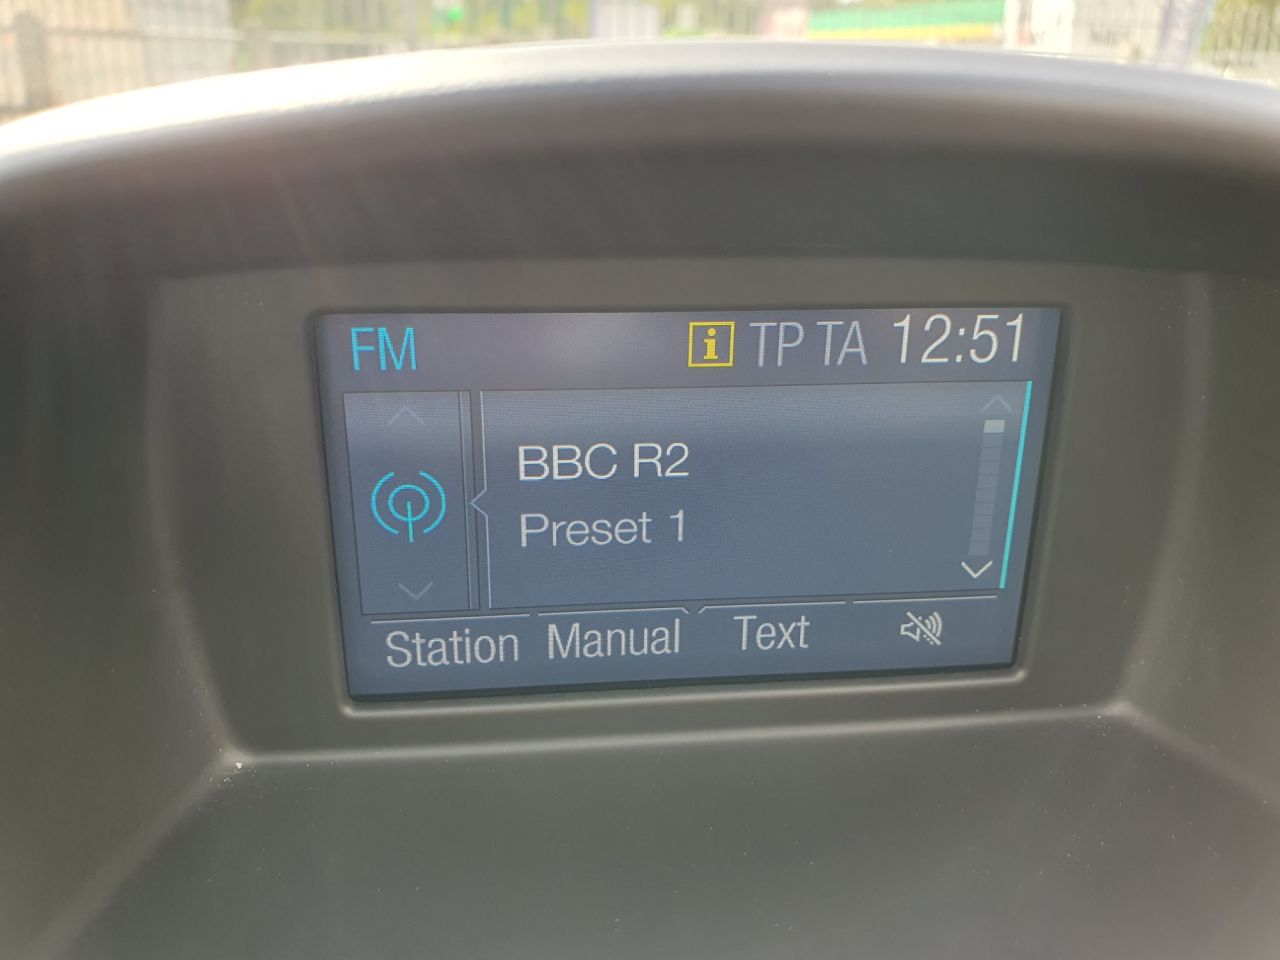 FM i TP TA 12:51
BBC R2
Preset 1
Station Manual Text